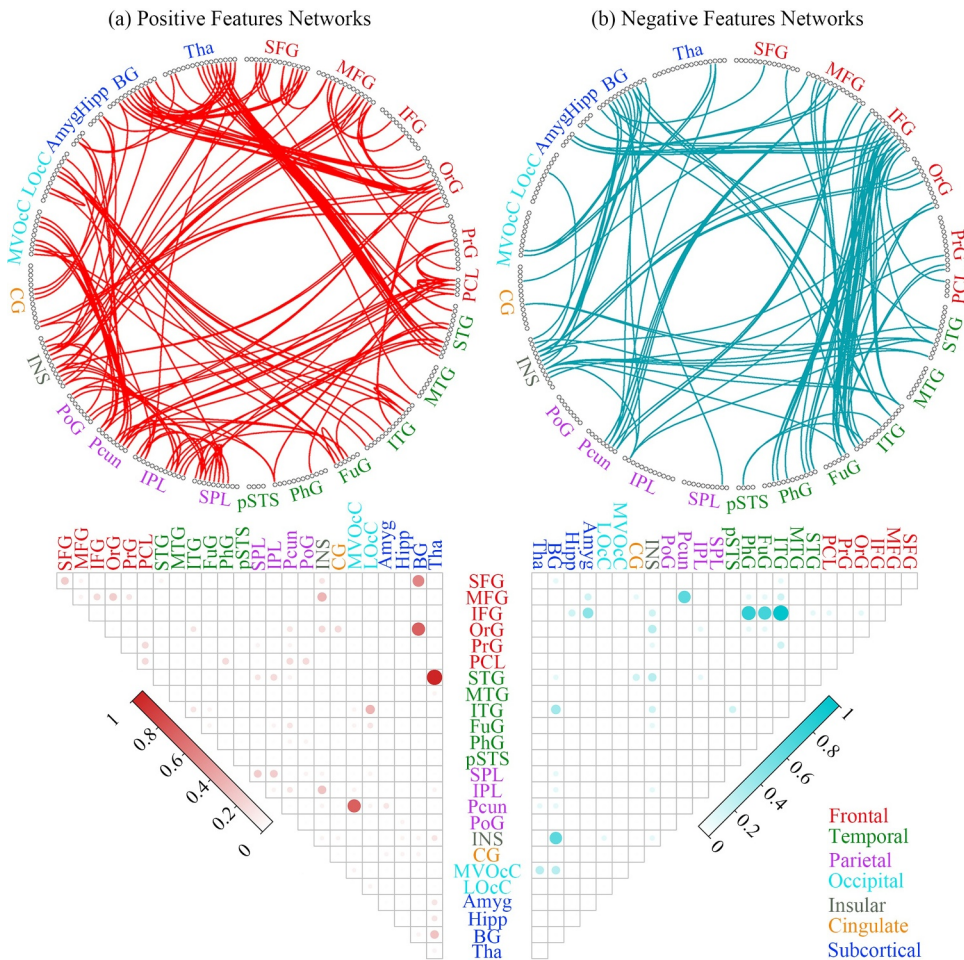 (a) Positive Features Networks
(b) Negative Features Networks
Tha
SFG
MFG
IFG
OrG
PrG
PCL
STG
MTG
ITG
FuG
PhG
pSTS
SPL
IPL
Pcun
PoG
INS
CG
MVOcC
LOcC
Amyg
Hipp
BG
Tha
SFG
MFG
IFG
OrG
PrG
PCL
STG
MTG
ITG
FuG
PhG
pSTS
SPL
IPL
Pcun
PoG
INS
CG
MVOcC
LOcC
Amyg
Hipp
BG
SFG MFG IFG OrG PrG PCL STG MTG ITG FuG PhG pSTS SPL IPL Pcun PoG INS CG MVOcC LOcC Amyg Hipp BG Tha
Tha BG Hipp Amyg LOcC MVOcC CG INS PoG Pcun IPL SPL pSTS PhG FuG ITG MTG STG PCL PrG OrG IFG MFG SFG
SFG
MFG
IFG
OrG
PrG
PCL
STG
MTG
ITG
FuG
PhG
pSTS
SPL
IPL
Pcun
PoG
INS
CG
MVOcC
LOcC
Amyg
Hipp
BG
Tha
1
0.8
0.6
0.4
0.2
0
1
0.8
0.6
0.4
0.2
0
Frontal
Temporal
Parietal
Occipital
Insular
Cingulate
Subcortical